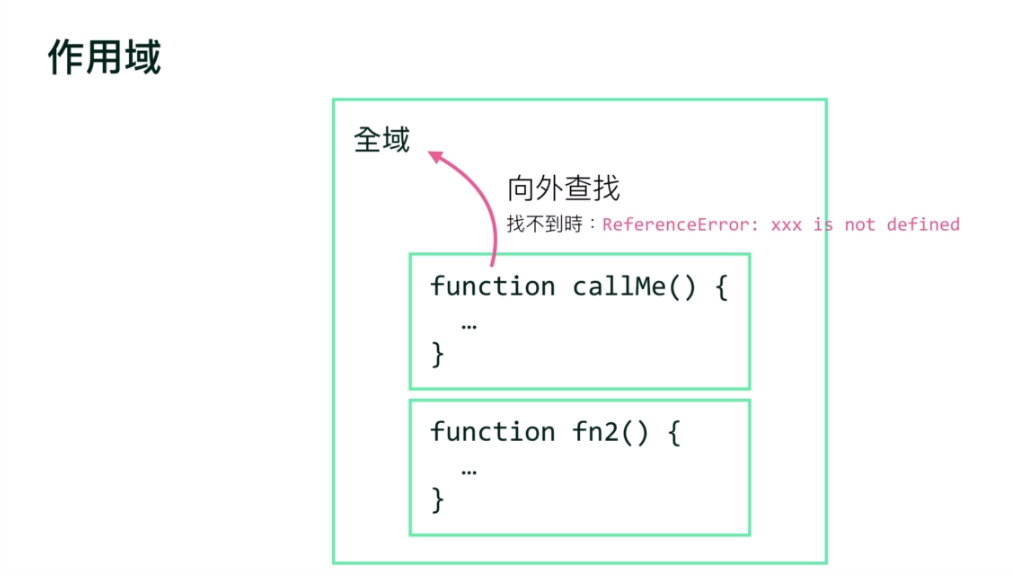 作用域
全域
向外查找
找不到時：ReferenceError: xxx is not defined
function callMe() {
…
}
function fn2() {
…
}